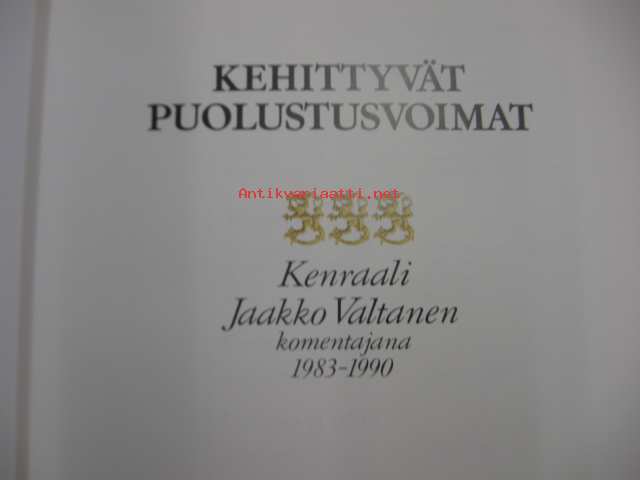 KEHITTYVÄT
PUOLUSTUSVOIMAT
Antikvariaatti.net
Kenraali
Jaakko Valtanen
komentajana
1983-1990